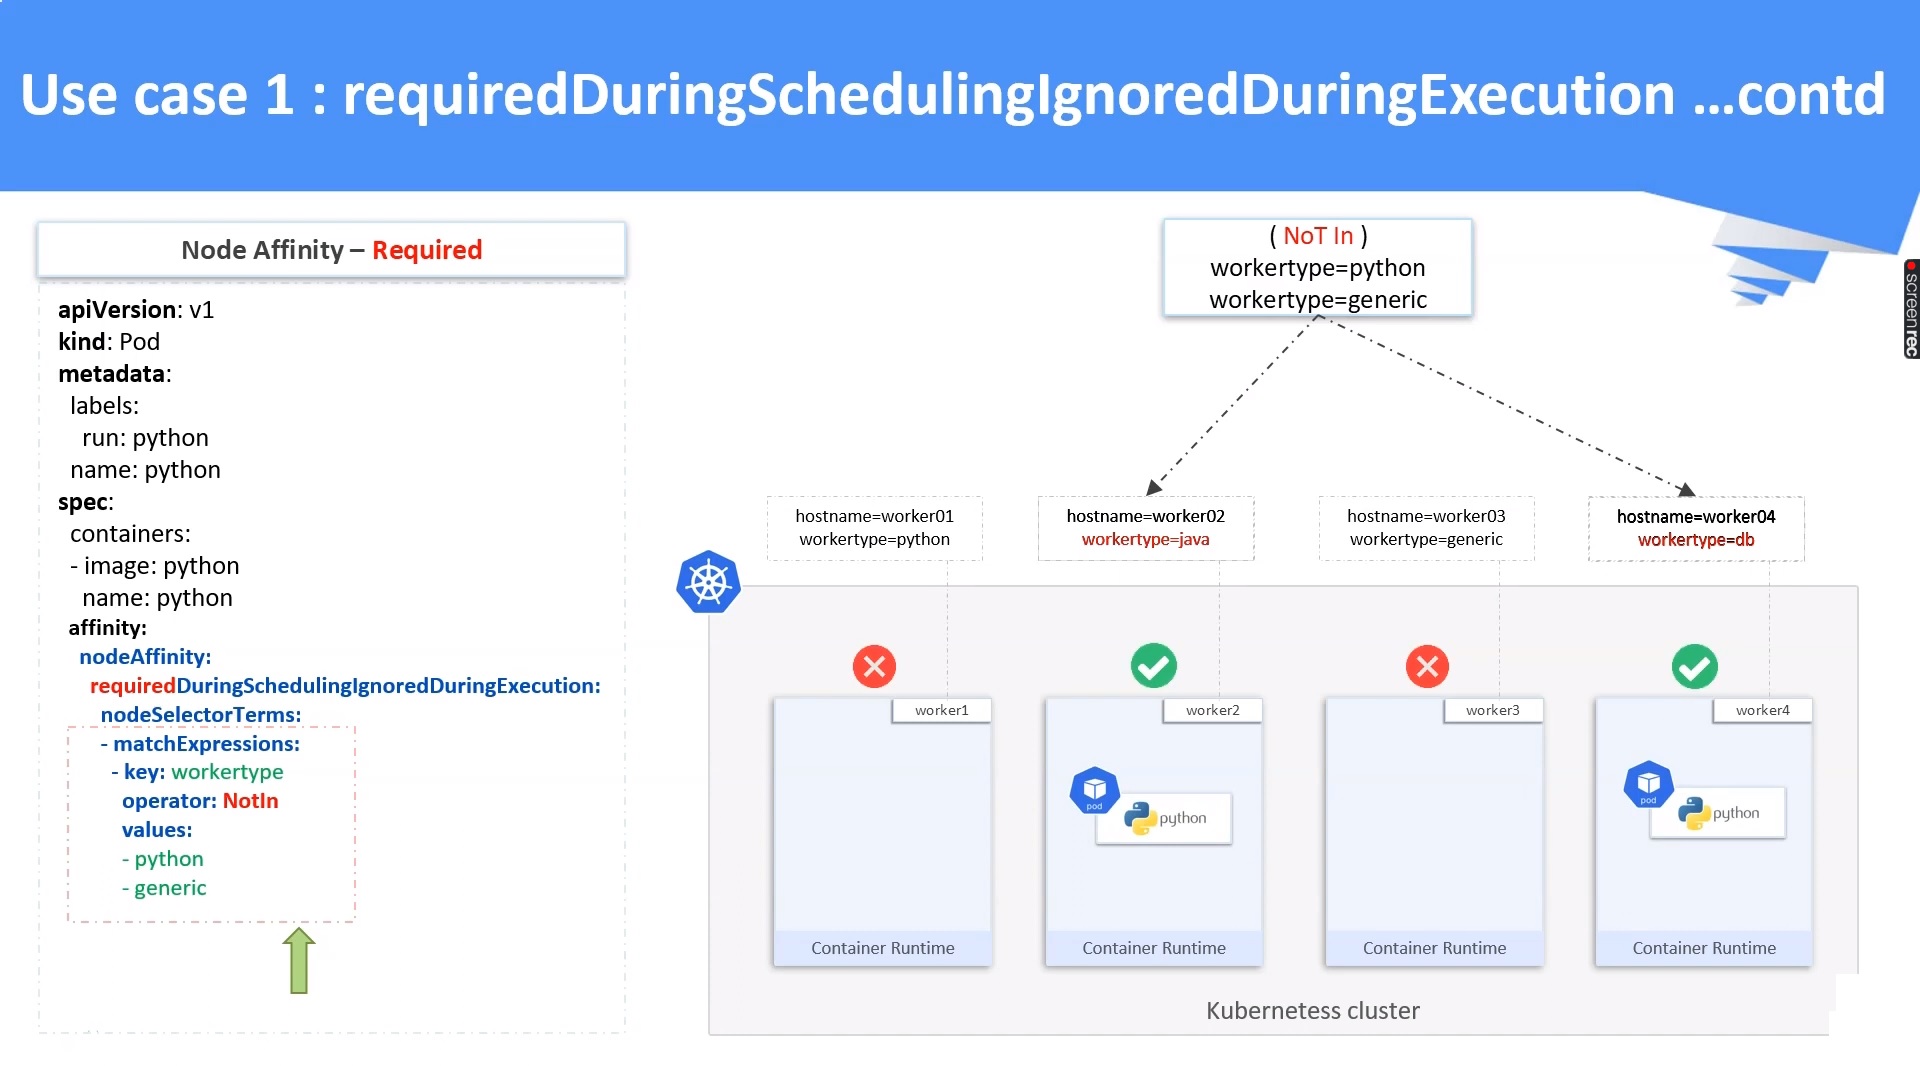 Use case 1 : requiredDuringSchedulingIgnoredDuringExecution ...contd
Node Affinity – Required
apiVersion: v1
kind: Pod
metadata:
labels:
run: python
name: python
spec:
containers:
- image: python
name: python
affinity:
nodeAffinity:
requiredDuringSchedulingIgnoredDuringExecution:
nodeSelectorTerms:
- matchExpressions:
- key: workertype
operator: NotIn
values:
- python
- generic
( NoT In )
workertype=python
workertype=generic
hostname=worker01
workertype=python
hostname=worker02
workertype=java
hostname=worker03
workertype=generic
hostname=worker04
workertype=db
worker1
Container Runtime
worker2
pod
python
Container Runtime
worker3
Container Runtime
worker4
pod
python
Container Runtime
Kubernetess cluster
screenrec